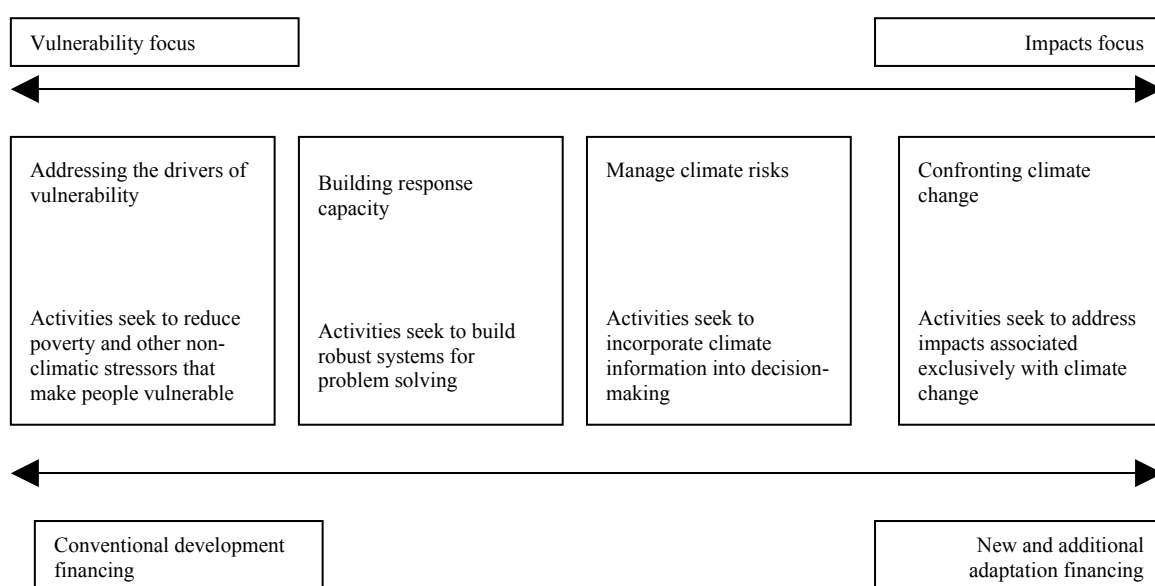 Vulnerability focus
Impacts focus
Addressing the drivers of
vulnerability
Activities seek to reduce
poverty and other non-
climatic stressors that
make people vulnerable
Building response
capacity
Activities seek to build
robust systems for
problem solving
Manage climate risks
Activities seek to
incorporate climate
information into decision-
making
Confronting climate
change
Activities seek to address
impacts associated
exclusively with climate
change
Conventional development
financing
New and additional
adaptation financing